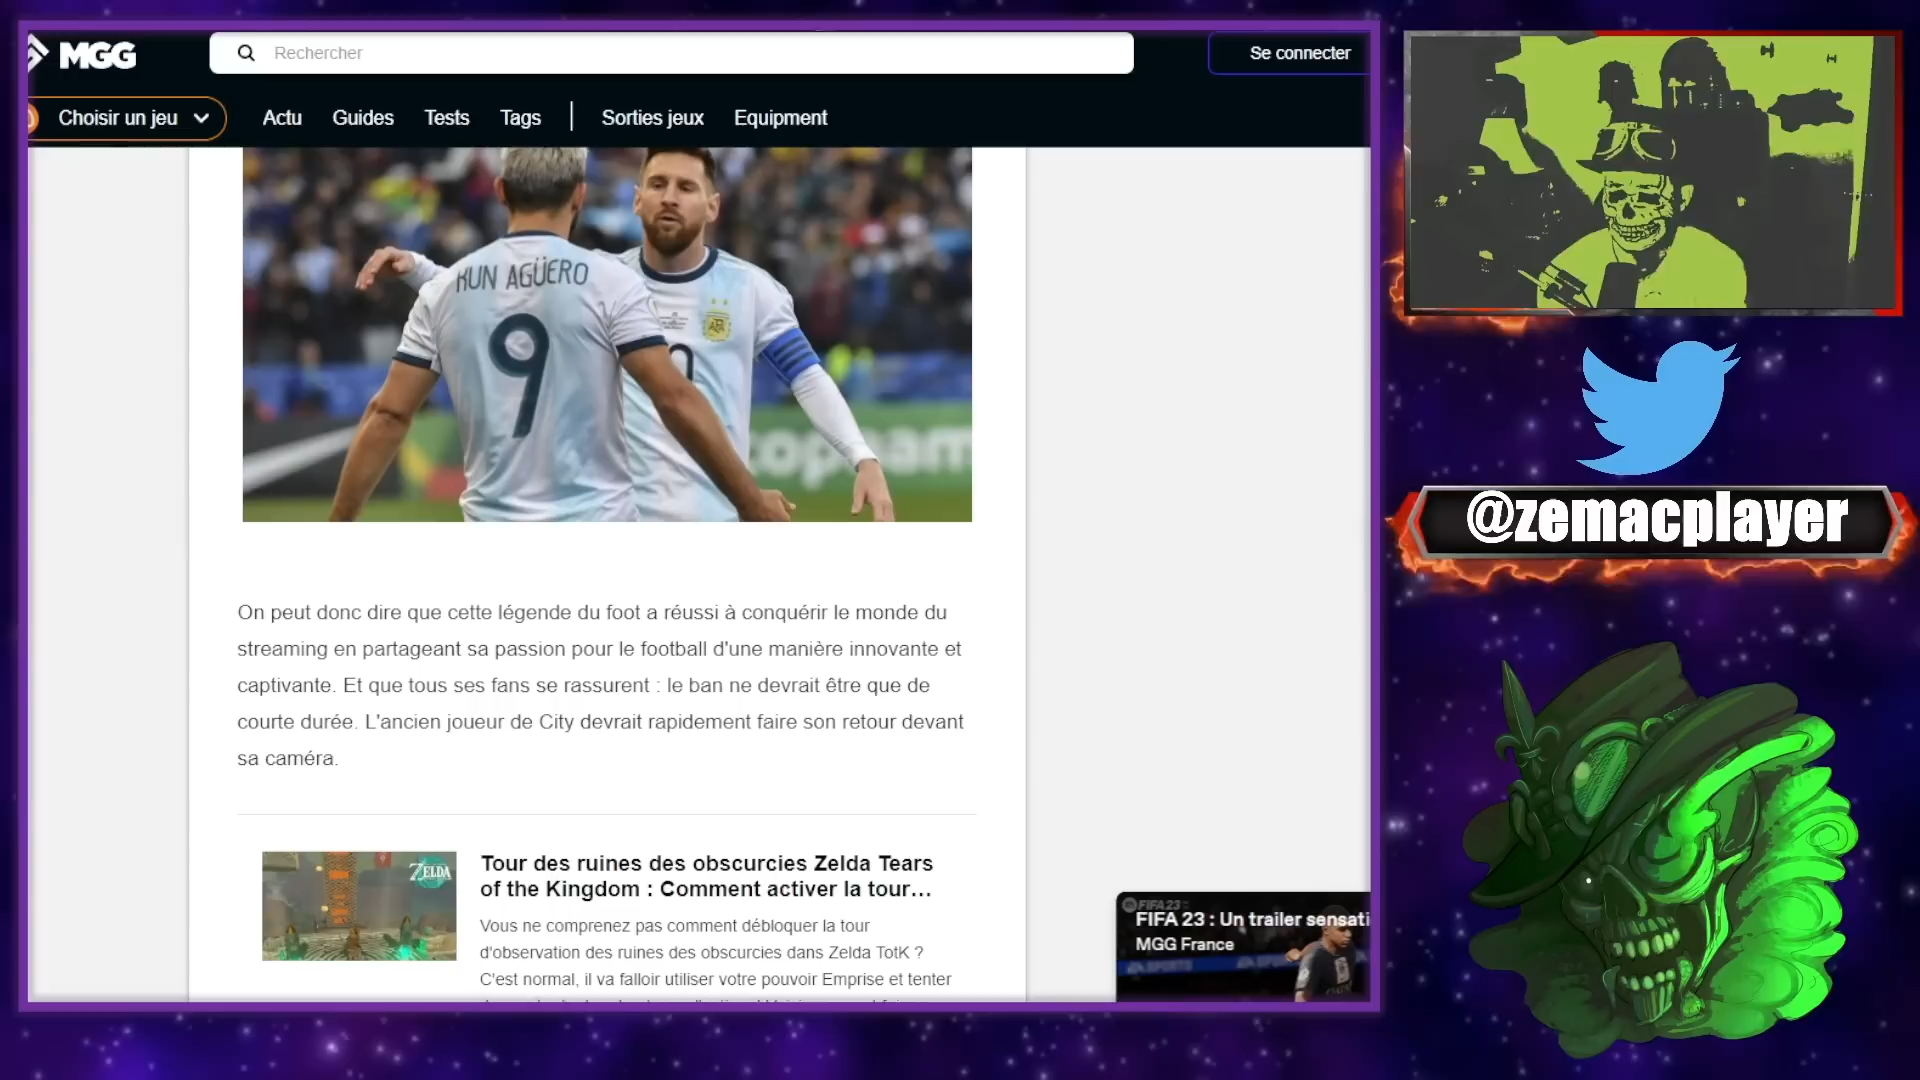 MGG
Rechercher
Se connecter
Choisir un jeu
Actu
Guides
Tests
Tags
Sorties jeux
Equipment
KUN AGÜERO
9
@zemacplayer
On peut donc dire que cette légende du foot a réussi à conquérir le monde du
streaming en partageant sa passion pour le football d'une manière innovante et
captivante. Et que tous ses fans se rassurent : le ban ne devrait être que de
courte durée. L'ancien joueur de City devrait rapidement faire son retour devant
sa caméra.
ZELDA
Tour des ruines des obscurcies Zelda Tears
of the Kingdom : Comment activer la tour...
Vous ne comprenez pas comment débloquer la tour
d'observation des ruines des obscurcies dans Zelda TotK ?
C'est normal, il va falloir utiliser votre pouvoir Emprise et tenter
FIFA 23
FIFA 23 : Un trailer sensati
MGG France
EA SPORTS